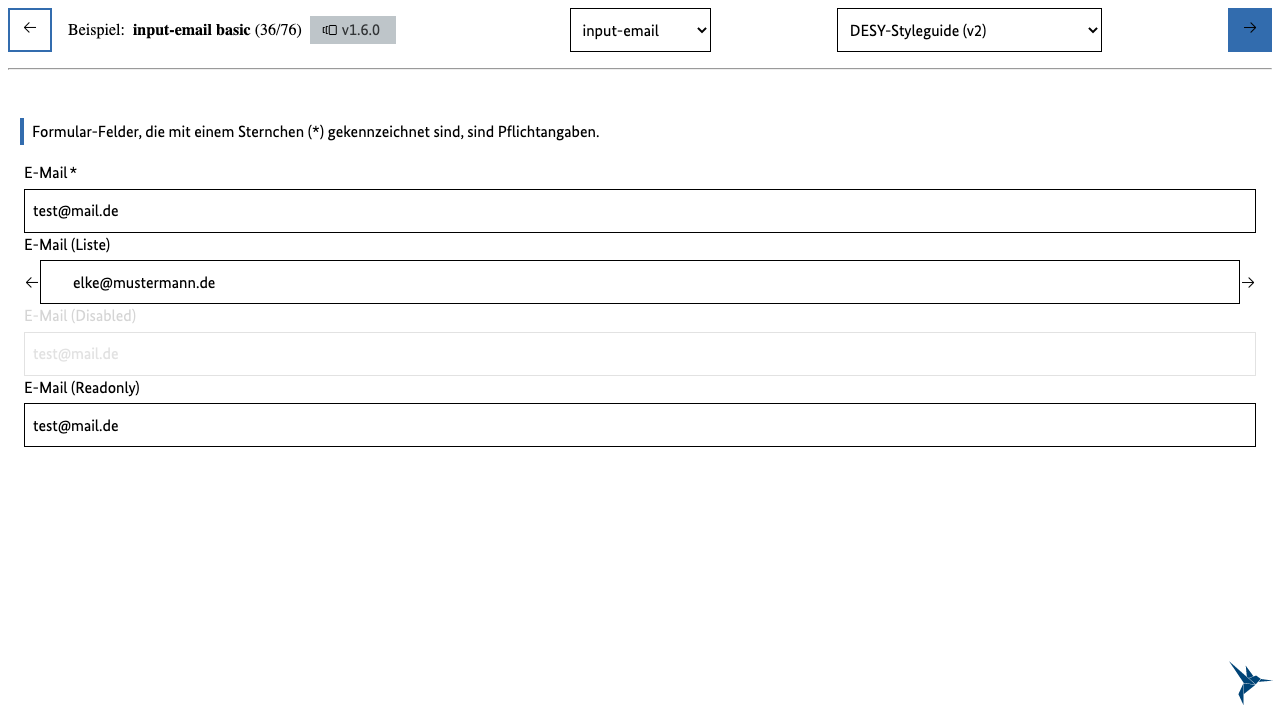 Beispiel: input-email basic (36/76) v1.6.0 input-email DESY-Styleguide (v2)
Formular-Felder, die mit einem Sternchen (*) gekennzeichnet sind, sind Pflichtangaben.
E-Mail *
test@mail.de
E-Mail (Liste)
elke@mustermann.de
E-Mail (Disabled)
test@mail.de
E-Mail (Readonly)
test@mail.de